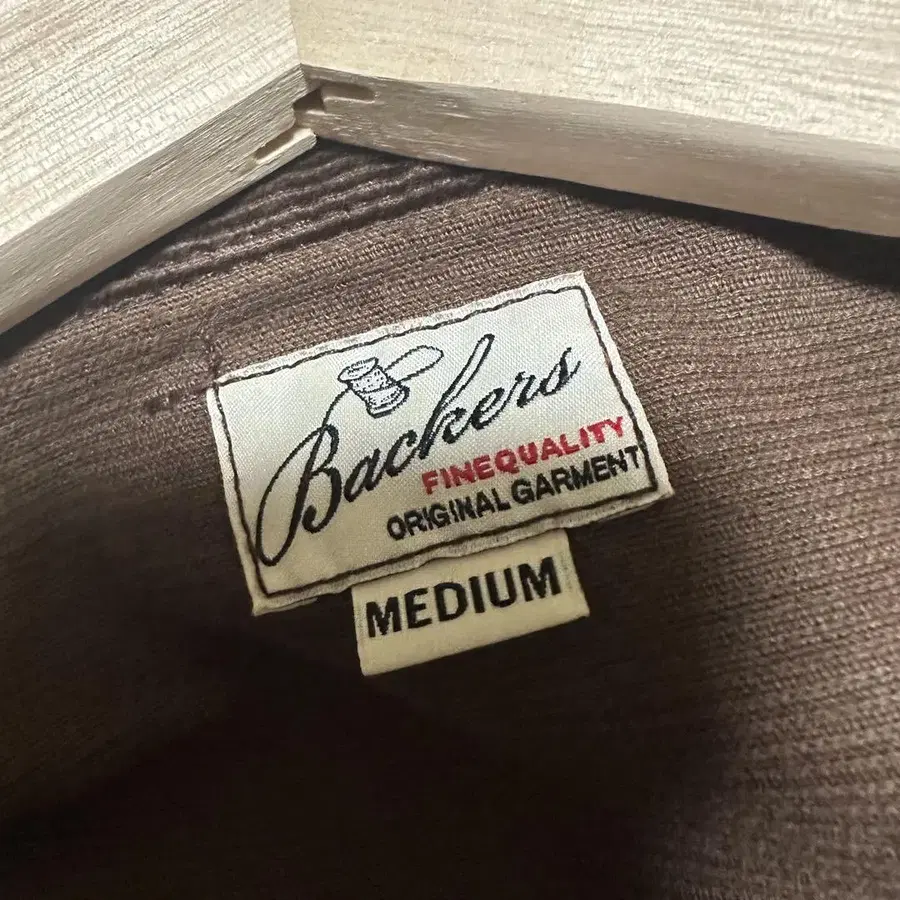 Backers
FINEQUALITY
ORIGINAL GARMENT
MEDIUM